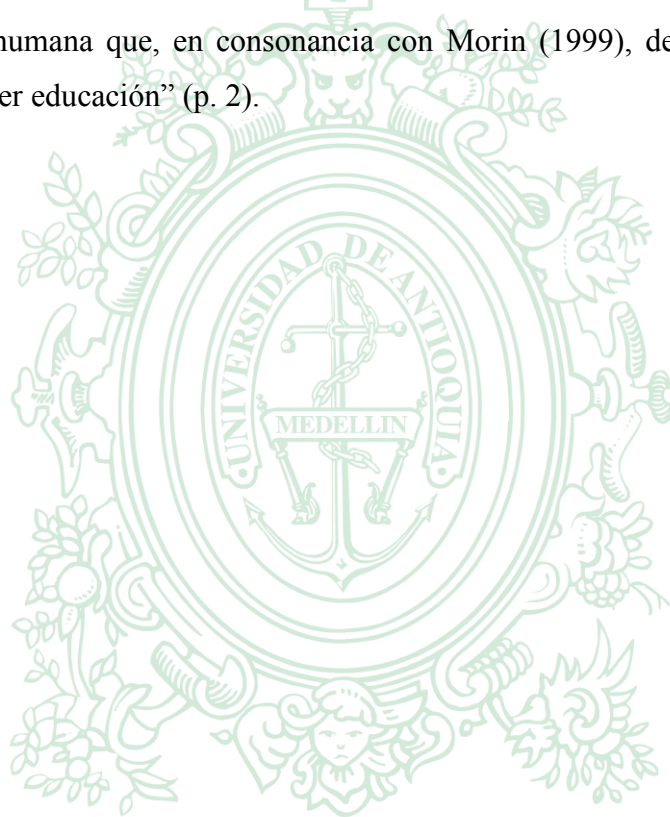 humana que, en consonancia con Morin (1999), de
er educación” (p. 2).
UNIVERSIDAD DE ANTIOQUIA
MEDELLIN